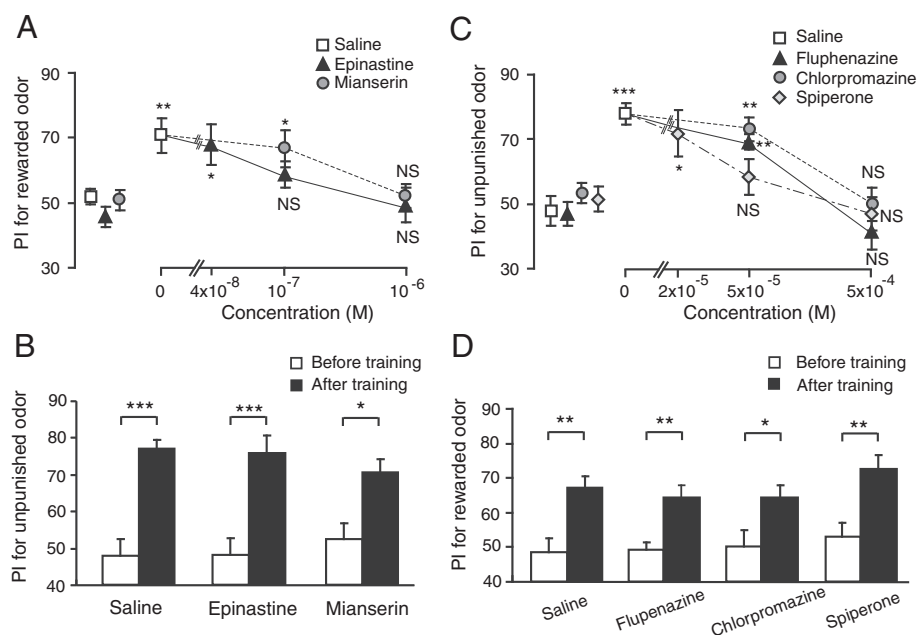 A
Saline
Epinastine
Mianserin
PI for rewarded odor
90
70
50
30
**
*
*
NS
NS
NS
0
4x10-8
10-7
10-6
Concentration (M)
C
Saline
Fluphenazine
Chlorpromazine
Spiperone
PI for unpunished odor
90
70
50
30
***
*
**
**
NS
NS
NS
NS
0
2x10-5
5x10-5
5x10-4
Concentration (M)
B
Before training
After training
PI for unpunished odor
90
80
70
60
50
40
***
***
*
Saline
Epinastine
Mianserin
D
Before training
After training
PI for rewarded odor
90
80
70
60
50
40
**
**
*
**
Saline
Flupenazine
Chlorpromazine
Spiperone